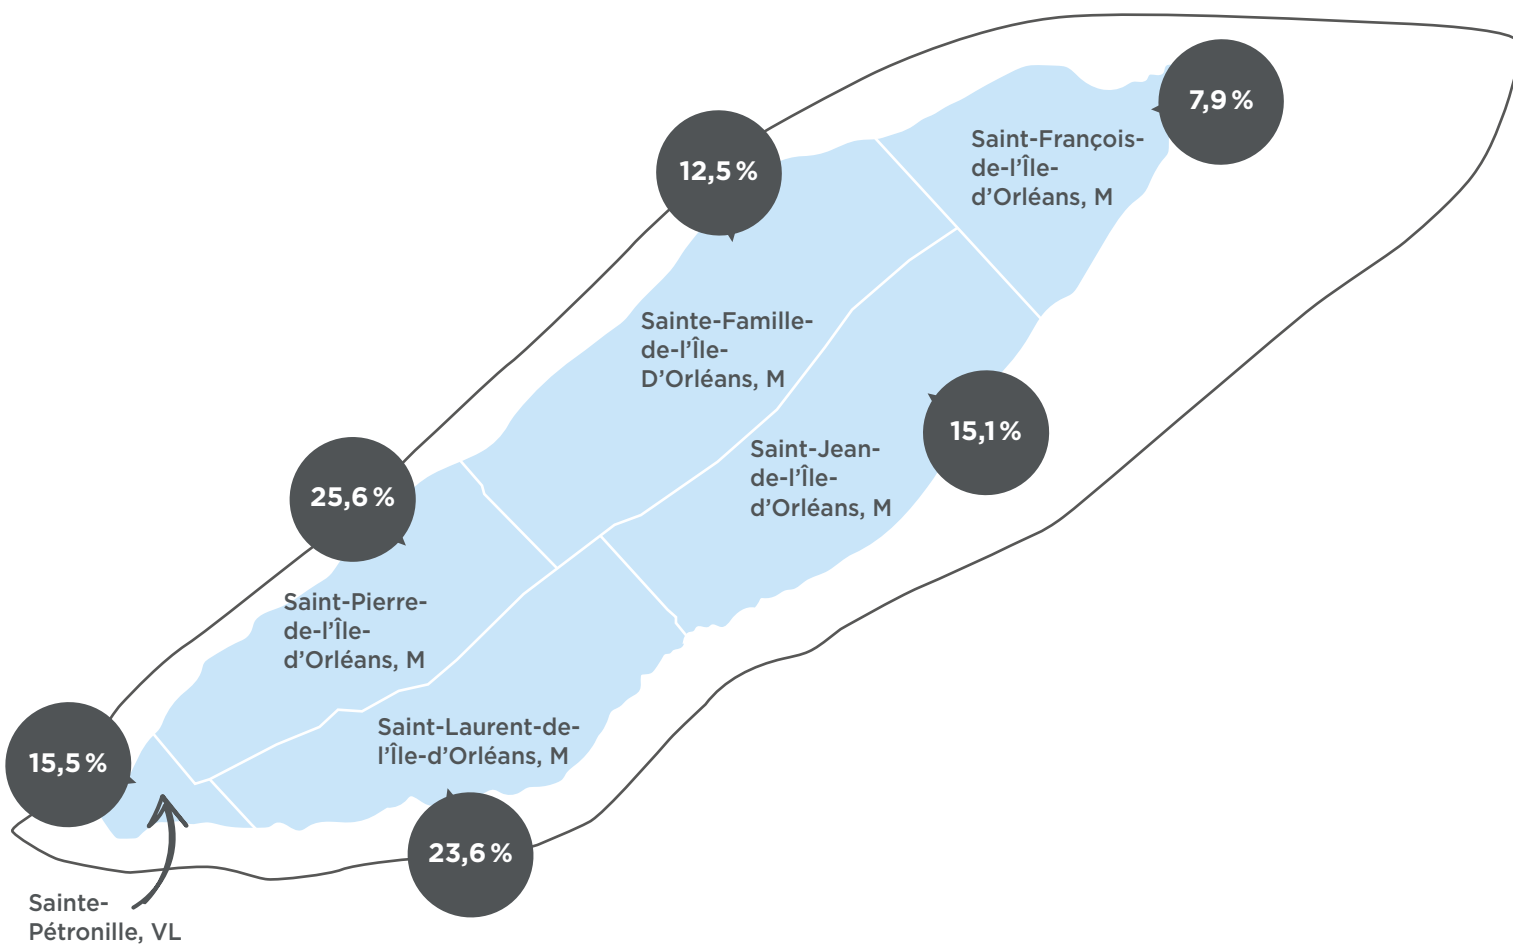 7,9 %
Saint-François-
de-l'Île-
d'Orléans, M
12,5 %
Sainte-Famille-
de-l'Île-
D'Orléans, M
15,1 %
Saint-Jean-
de-l'Île-
d'Orléans, M
25,6 %
Saint-Pierre-
de-l'Île-
d'Orléans, M
Saint-Laurent-de-
l'Île-d'Orléans, M
15,5 %
23,6 %
Sainte-
Pétronille, VL